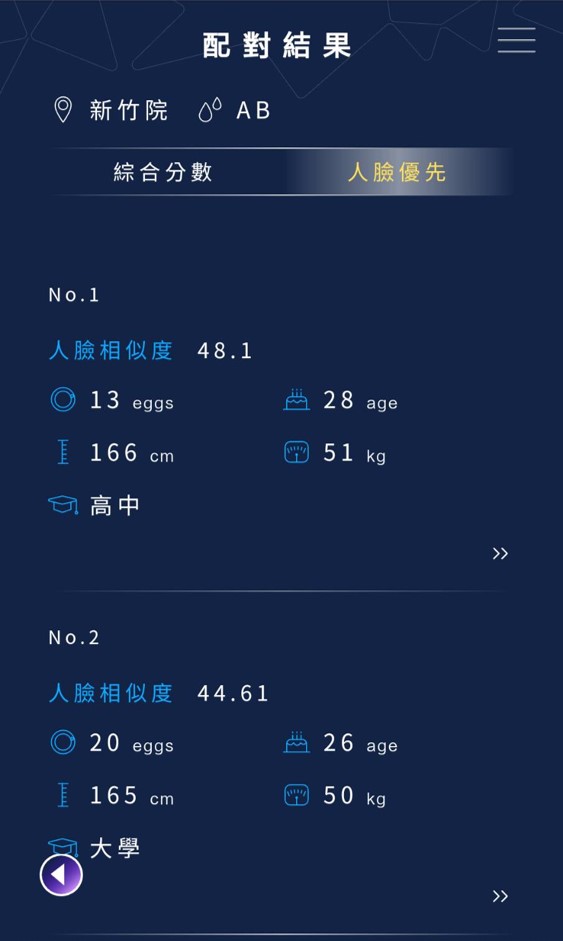 配對結果
新竹院 AB
綜合分數 人臉優先
No.1
人臉相似度 48.1
13 eggs 28 age
166 cm 51 kg
高中
No.2
人臉相似度 44.61
20 eggs 26 age
165 cm 50 kg
大學